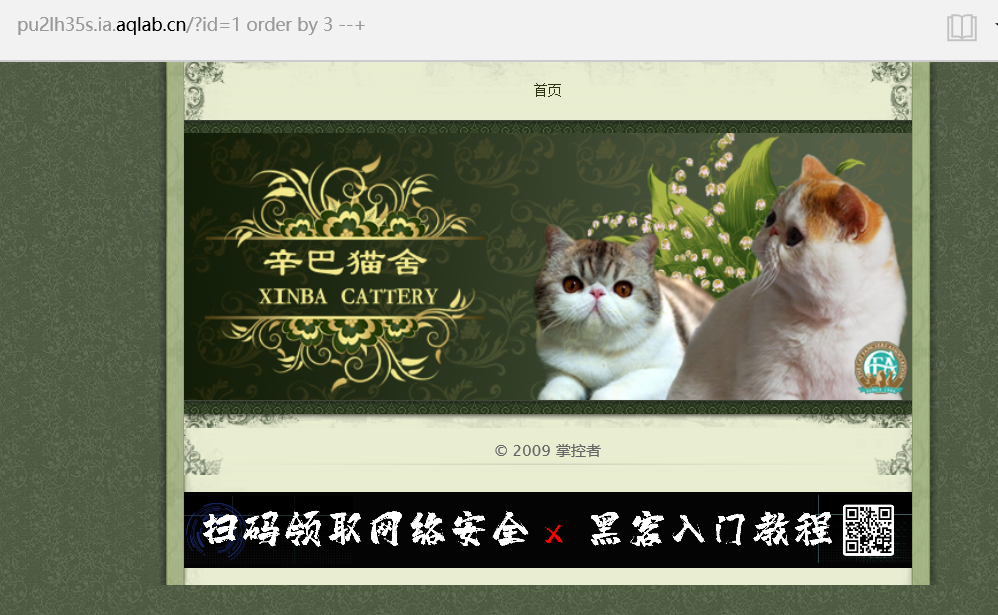 pu2lh35s.ia.aqlab.cn/?id=1 order by 3 --+
首页
辛巴猫舍
XINBA CATTERY
CFA
© 2009 掌控者
扫码领取网络安全 x 黑客入门教程